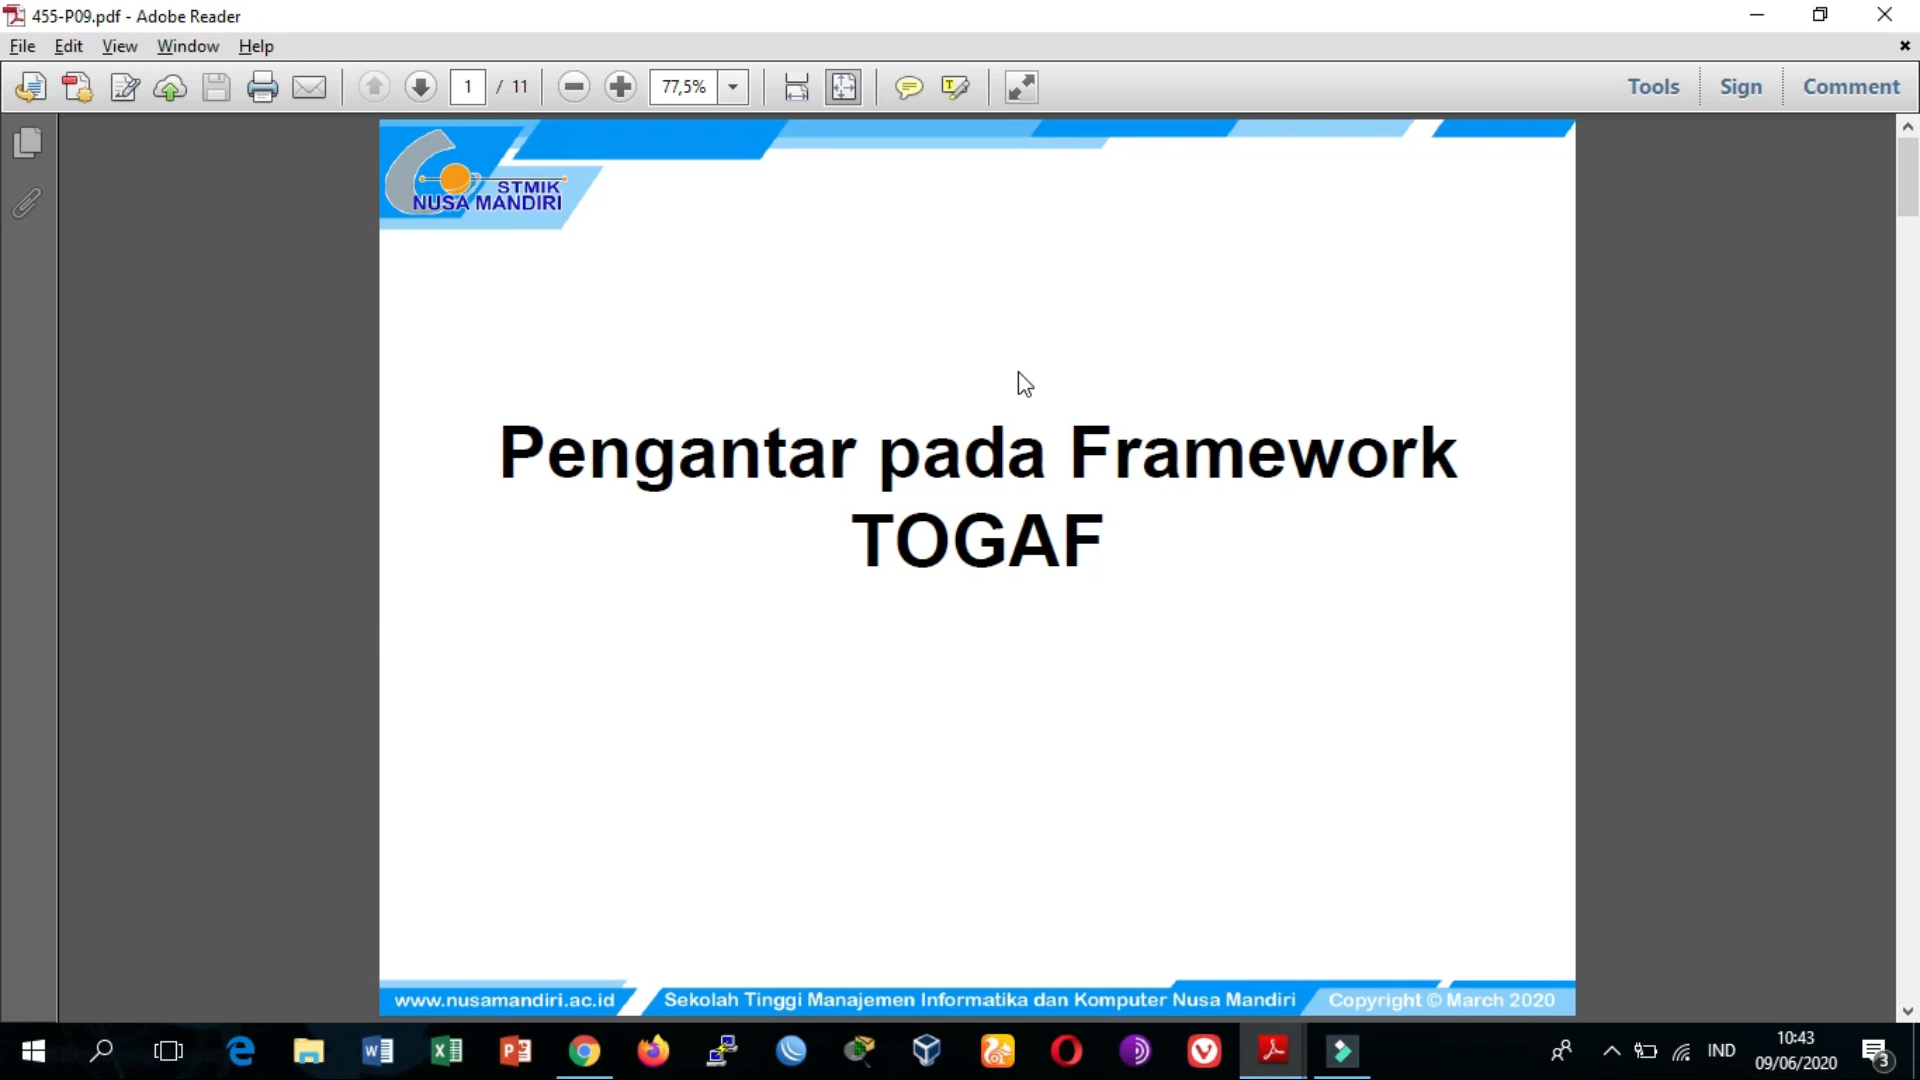 455-P09.pdf - Adobe Reader
File Edit View Window Help
1 / 11 77,5% Tools Sign Comment
STMIK
NUSA MANDIRI
Pengantar pada Framework
TOGAF
www.nusamandiri.ac.id Sekolah Tinggi Manajemen Informatika dan Komputer Nusa Mandiri Copyright © March 2020
IND 10:43
09/06/2020 3